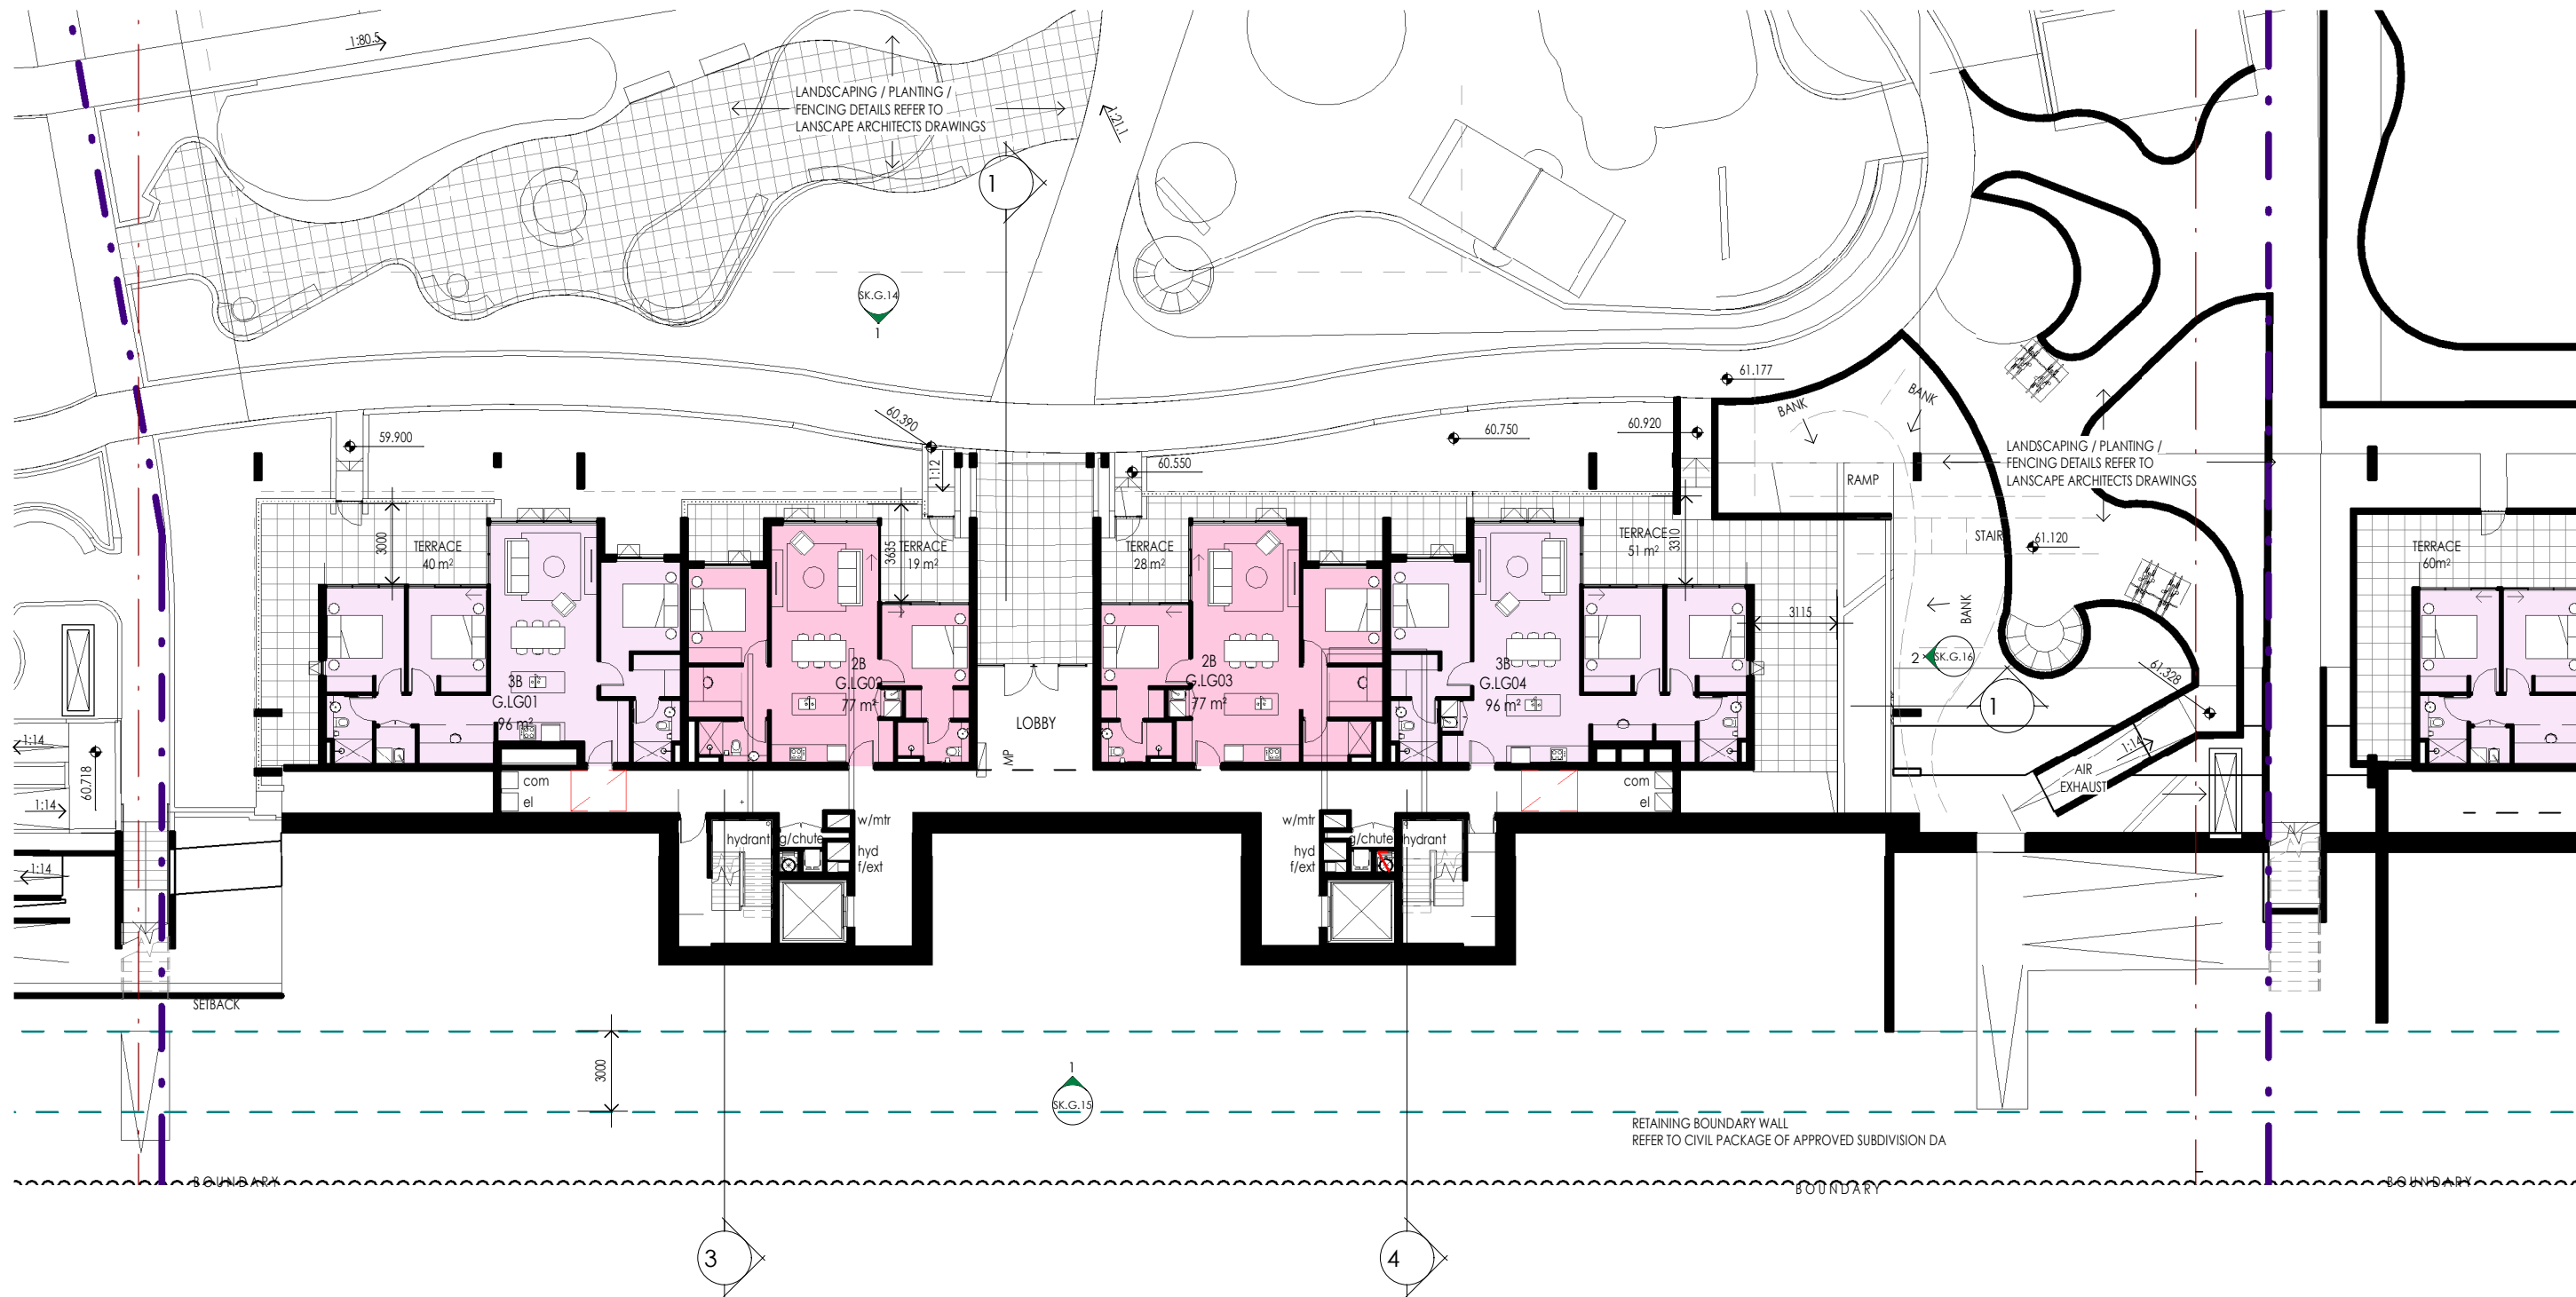 1:80.5
LANDSCAPING / PLANTING /
FENCING DETAILS REFER TO
LANSCAPE ARCHITECTS DRAWINGS
1:21.1
1
SK.G.14
1
61.177
BANK
BANK
59.900
60.390
60.750
60.920
1:12
60.550
LANDSCAPING / PLANTING /
FENCING DETAILS REFER TO
LANSCAPE ARCHITECTS DRAWINGS
RAMP
STAIR
61.120
3000
TERRACE
40 m²
3635
TERRACE
19 m²
TERRACE
28 m²
TERRACE
51 m²
3310
TERRACE
60m²
3115
BANK
2
SK.G.16
61.328
3B
G.LG01
96 m²
2B
G.LG02
77 m²
2B
G.LG03
77 m²
3B
G.LG04
96 m²
LOBBY
MP
1
1:14
1:14
60.718
1:14
1:14
AIR
EXHAUST
com
el
com
el
w/mtr
hydrant
g/chute
hyd
f/ext
w/mtr
g/chute
hydrant
hyd
f/ext
SETBACK
3000
1
SK.G.15
RETAINING BOUNDARY WALL
REFER TO CIVIL PACKAGE OF APPROVED SUBDIVISION DA
BOUNDARY
BOUNDARY
BOUNDARY
3
4